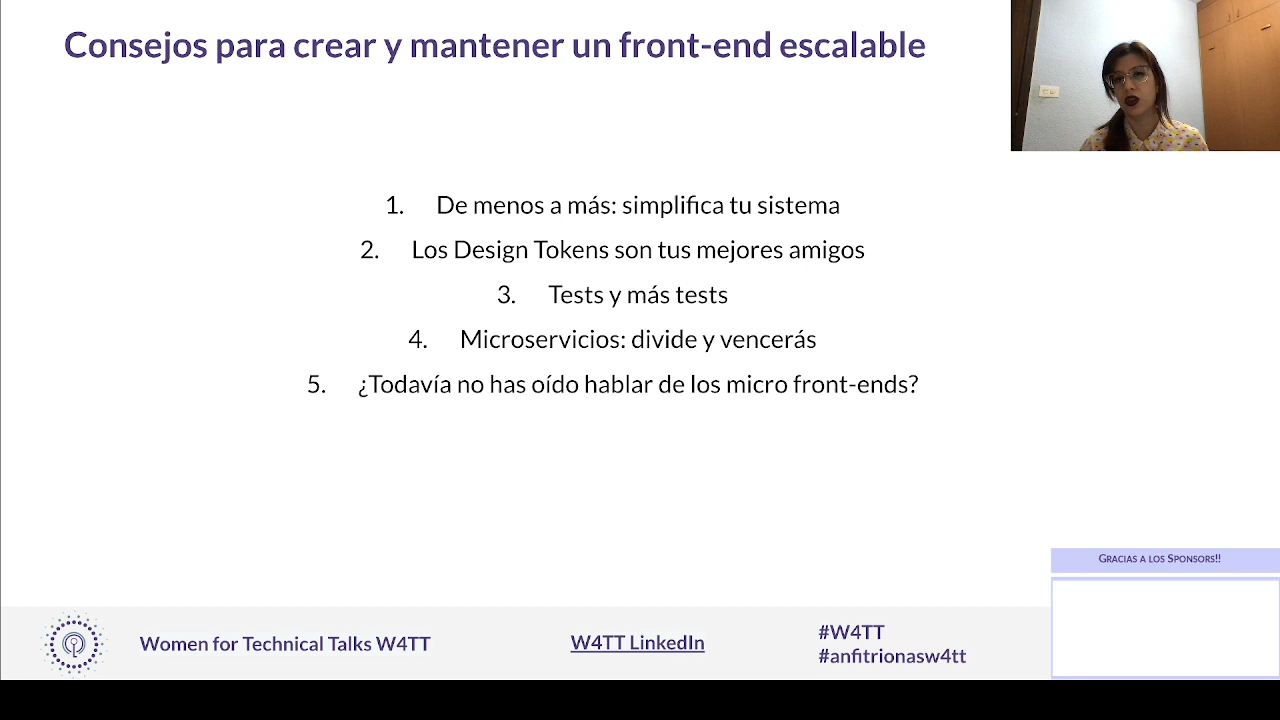 Consejos para crear y mantener un front-end escalable
1. De menos a más: simplifica tu sistema
2. Los Design Tokens son tus mejores amigos
3. Tests y más tests
4. Microservicios: divide y vencerás
5. ¿Todavía no has oído hablar de los micro front-ends?
Gracias a los Sponsors!!
Women for Technical Talks W4TT
W4TT LinkedIn
#W4TT
#anfitrionasw4tt